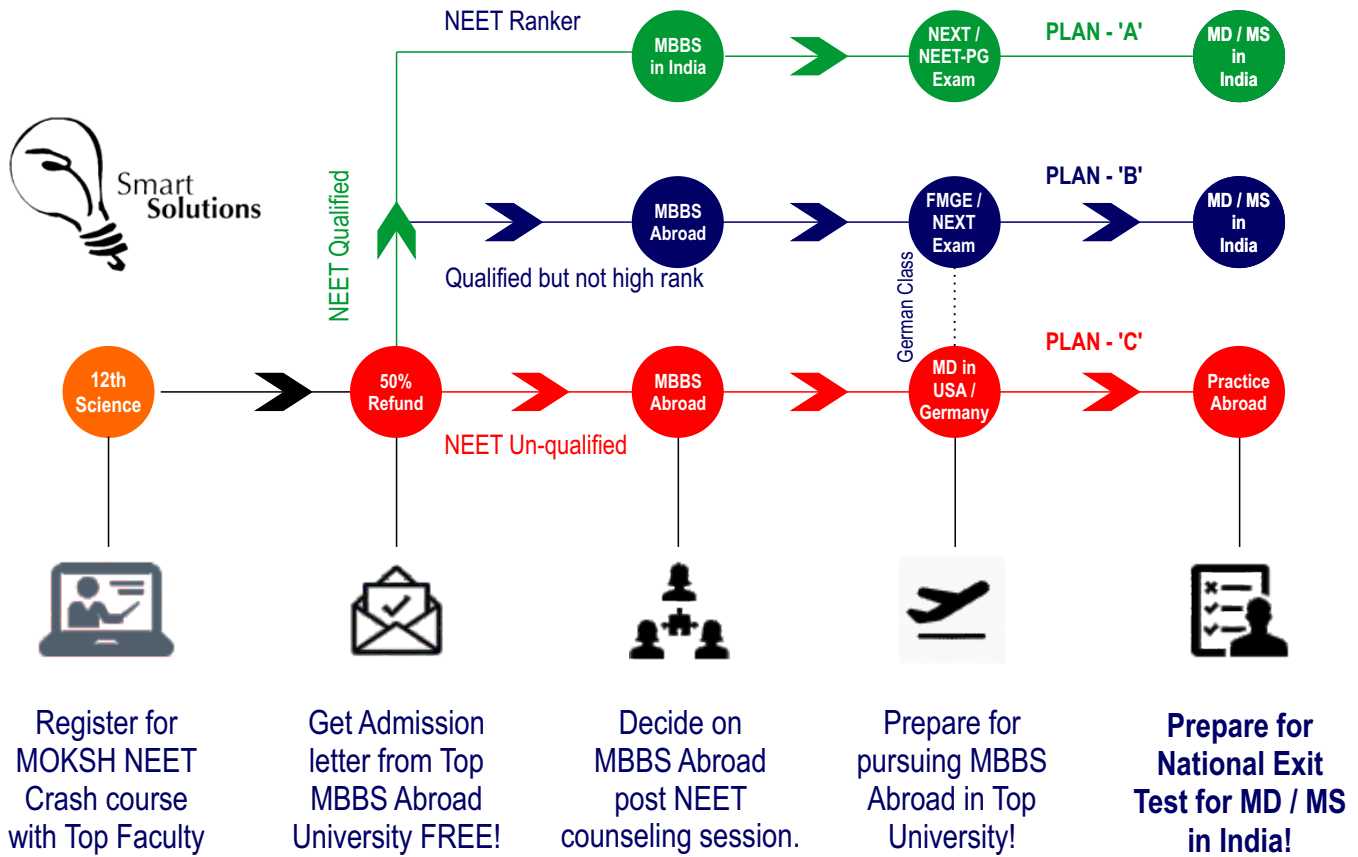 NEET Ranker
MBBS
in India
NEXT /
NEET-PG
Exam
PLAN - 'A'
MD / MS
in
India
Smart
Solutions
NEET Qualified
MBBS
Abroad
FMGE /
NEXT
Exam
PLAN - 'B'
MD / MS
in
India
Qualified but not high rank
German Class
12th
Science
50%
Refund
MBBS
Abroad
MD in
USA /
Germany
PLAN - 'C'
Practice
Abroad
NEET Un-qualified
Register for
MOKSH NEET
Crash course
with Top Faculty
Get Admission
letter from Top
MBBS Abroad
University FREE!
Decide on
MBBS Abroad
post NEET
counseling session.
Prepare for
pursuing MBBS
Abroad in Top
University!
Prepare for
National Exit
Test for MD / MS
in India!